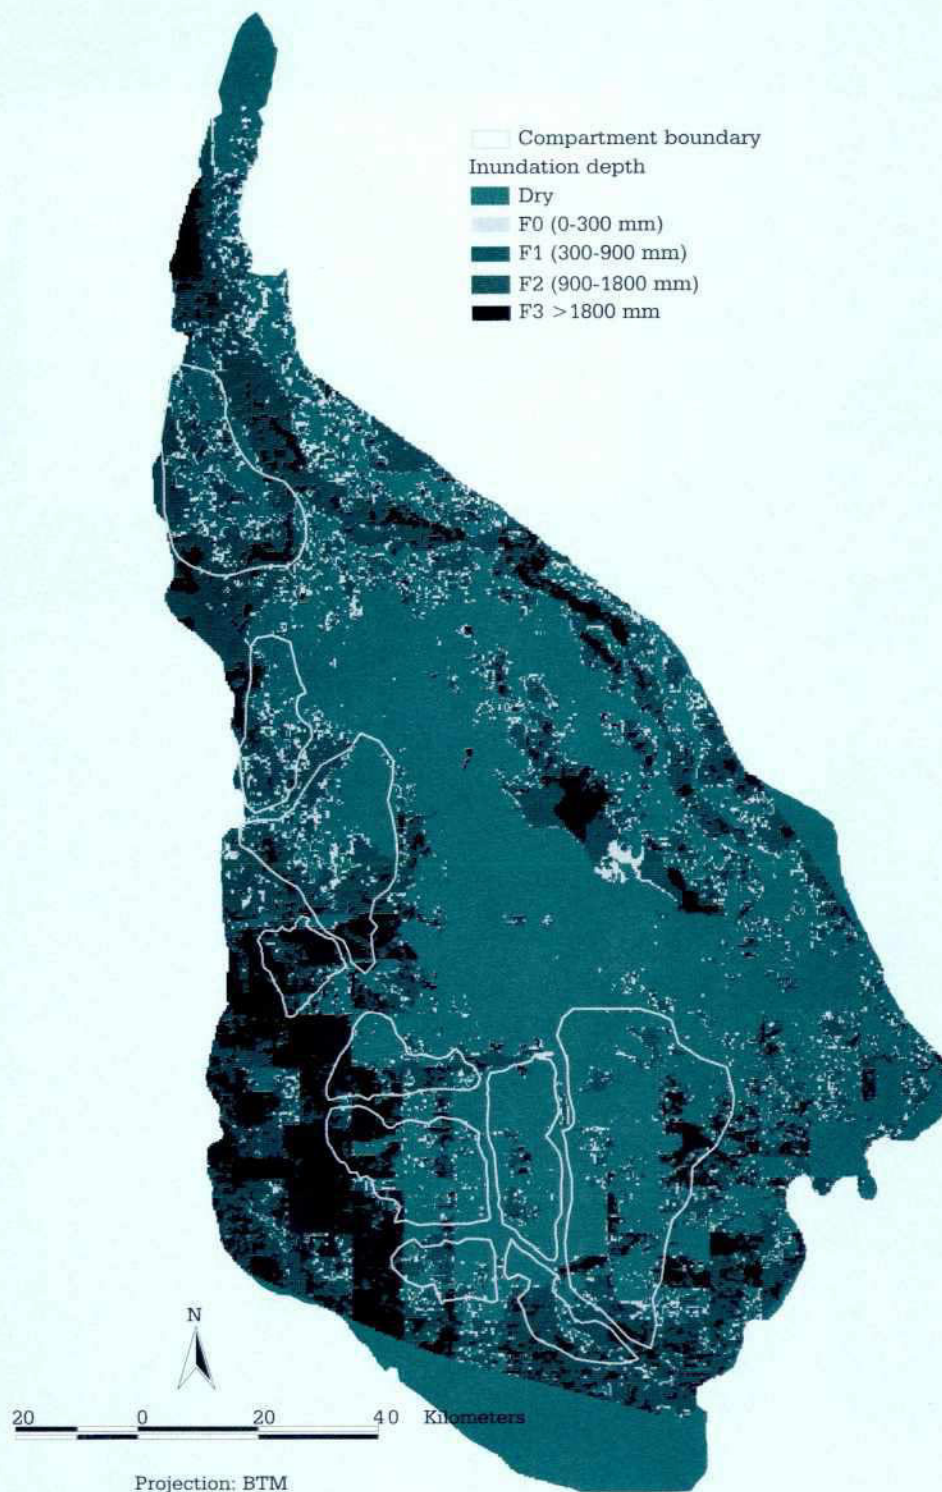 Compartment boundary
Inundation depth
Dry
F0 (0-300 mm)
F1 (300-900 mm)
F2 (900-1800 mm)
F3 >1800 mm
N
20 0 20 40 Kilometers
Projection: BTM